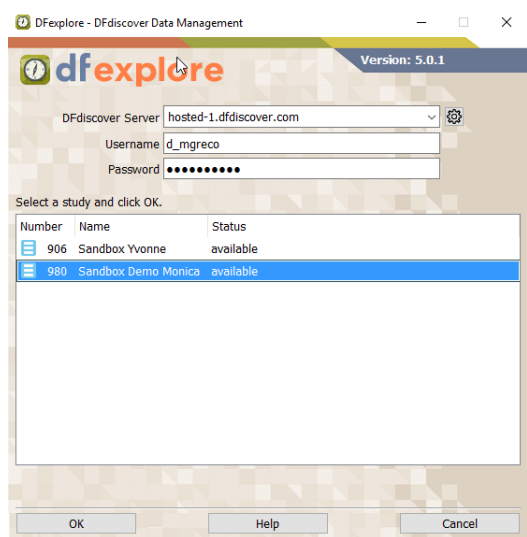 DFexplore - DFdiscover Data Management
dfexplore
Version: 5.0.1
DFdiscover Server hosted-1.dfdiscover.com
Username d_mgreco
Password ●●●●●●●●●●
Select a study and click OK.
Number Name Status
906 Sandbox Yvonne available
980 Sandbox Demo Monica available
OK Help Cancel